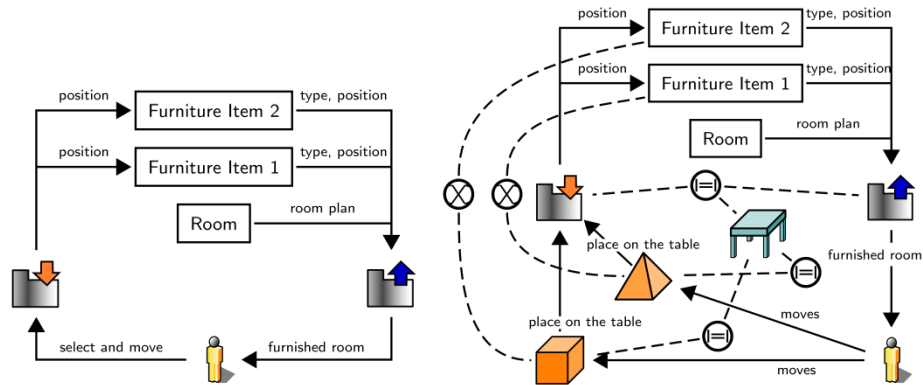 position
Furniture Item 2
type, position
position
Furniture Item 1
type, position
Room
room plan
select and move
furnished room
position
Furniture Item 2
type, position
position
Furniture Item 1
type, position
Room
room plan
place on the table
furnished room
place on the table
moves
moves